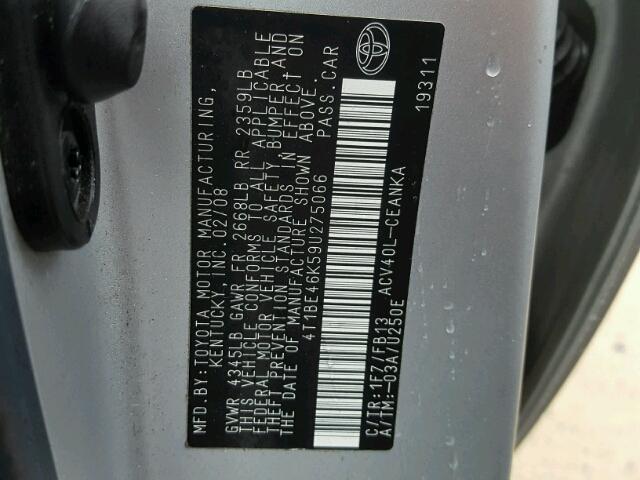 MFD. BY: TOYOTA MOTOR MANUFACTURING,
KENTUCKY, INC. 02/08
GVWR 4345LB GAWR FR 2668LB RR 2359LB
THIS VEHICLE CONFORMS TO ALL APPLICABLE
FEDERAL MOTOR VEHICLE SAFETY, BUMPER, AND
THEFT PREVENTION STANDARDS IN EFFECT ON
THE DATE OF MANUFACTURE SHOWN ABOVE.
4T1BE46K59U275066 PASS. CAR
C/TR: 1F7/FB13 ACV40L-CEANKA
A/TM: -03A/U250E
19311